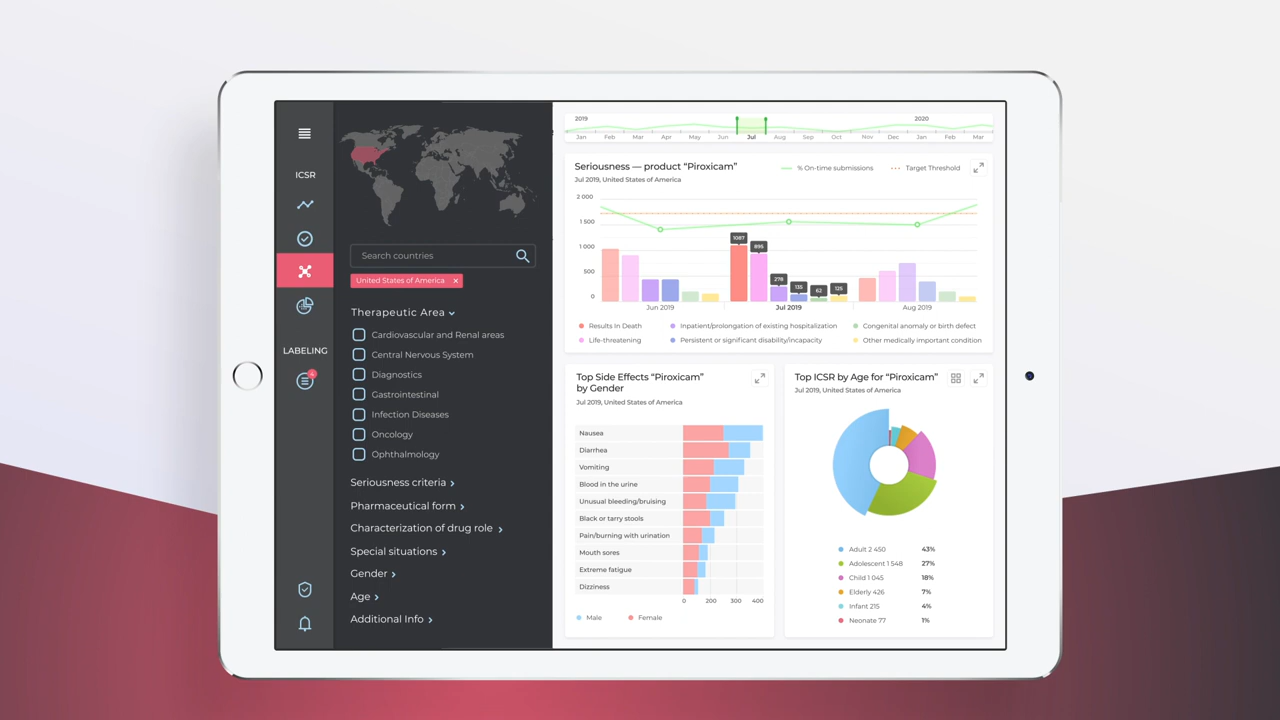 ICSR
LABELING
4
Search countries
United States of America ×
Therapeutic Area
Cardiovascular and Renal areas
Central Nervous System
Diagnostics
Gastrointestinal
Infection Diseases
Oncology
Ophthalmology
Seriousness criteria
Pharmaceutical form
Characterization of drug role
Special situations
Gender
Age
Additional Info
2019
2020
Jan Feb Mar Apr May Jun Jul Aug Sep Oct Nov Dec Jan Feb Mar
Seriousness — product “Piroxicam”
Jul 2019, United States of America
% On-time submissions
Target Threshold
2 000
1 500
1 000
500
0
1087
895
276
135
62
125
Jun 2019
Jul 2019
Aug 2019
Results In Death
Inpatient/prolongation of existing hospitalization
Congenital anomaly or birth defect
Life-threatening
Persistent or significant disability/incapacity
Other medically important condition
Top Side Effects “Piroxicam”
by Gender
Jul 2019, United States of America
Nausea
Diarrhea
Vomiting
Blood in the urine
Unusual bleeding/bruising
Black or tarry stools
Pain/burning with urination
Mouth sores
Extreme fatigue
Dizziness
0 200 300 400
Male
Female
Top ICSR by Age for “Piroxicam”
Jul 2019, United States of America
Adult 2 450 43%
Adolescent 1 548 27%
Child 1 045 18%
Elderly 426 7%
Infant 215 4%
Neonate 77 1%